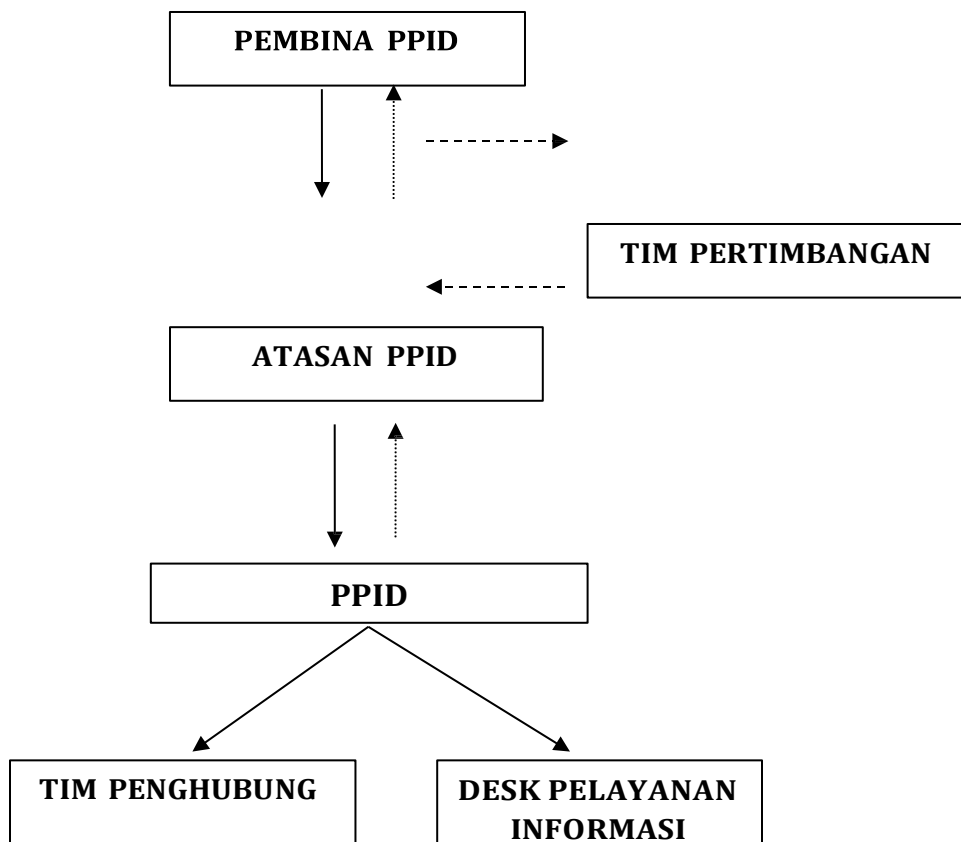 PEMBINA PPID
TIM PERTIMBANGAN
ATASAN PPID
PPID
TIM PENGHUBUNG
DESK PELAYANAN
INFORMASI